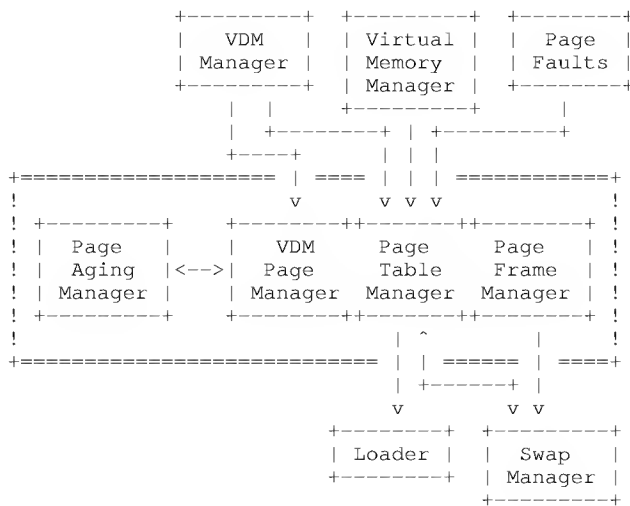 VDM Virtual Page
Manager Memory Faults
Manager
Page VDM Page Page
Aging Page Table Frame
Manager Manager Manager Manager
Loader Swap
Manager